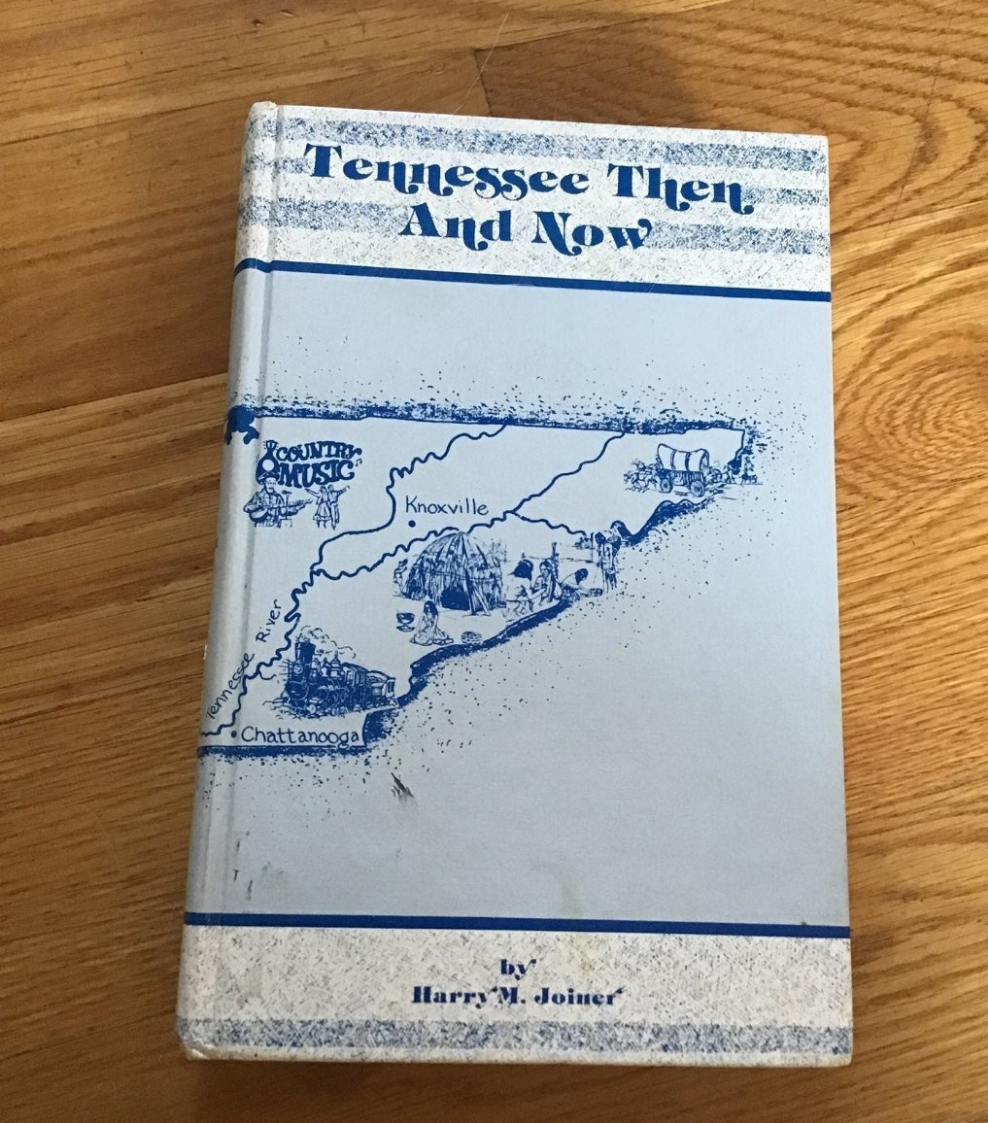 Tennessee Then
And Now
COUNTRY
MUSIC
Knoxville
Tennessee River
Chattanooga
by
Harry M. Joiner